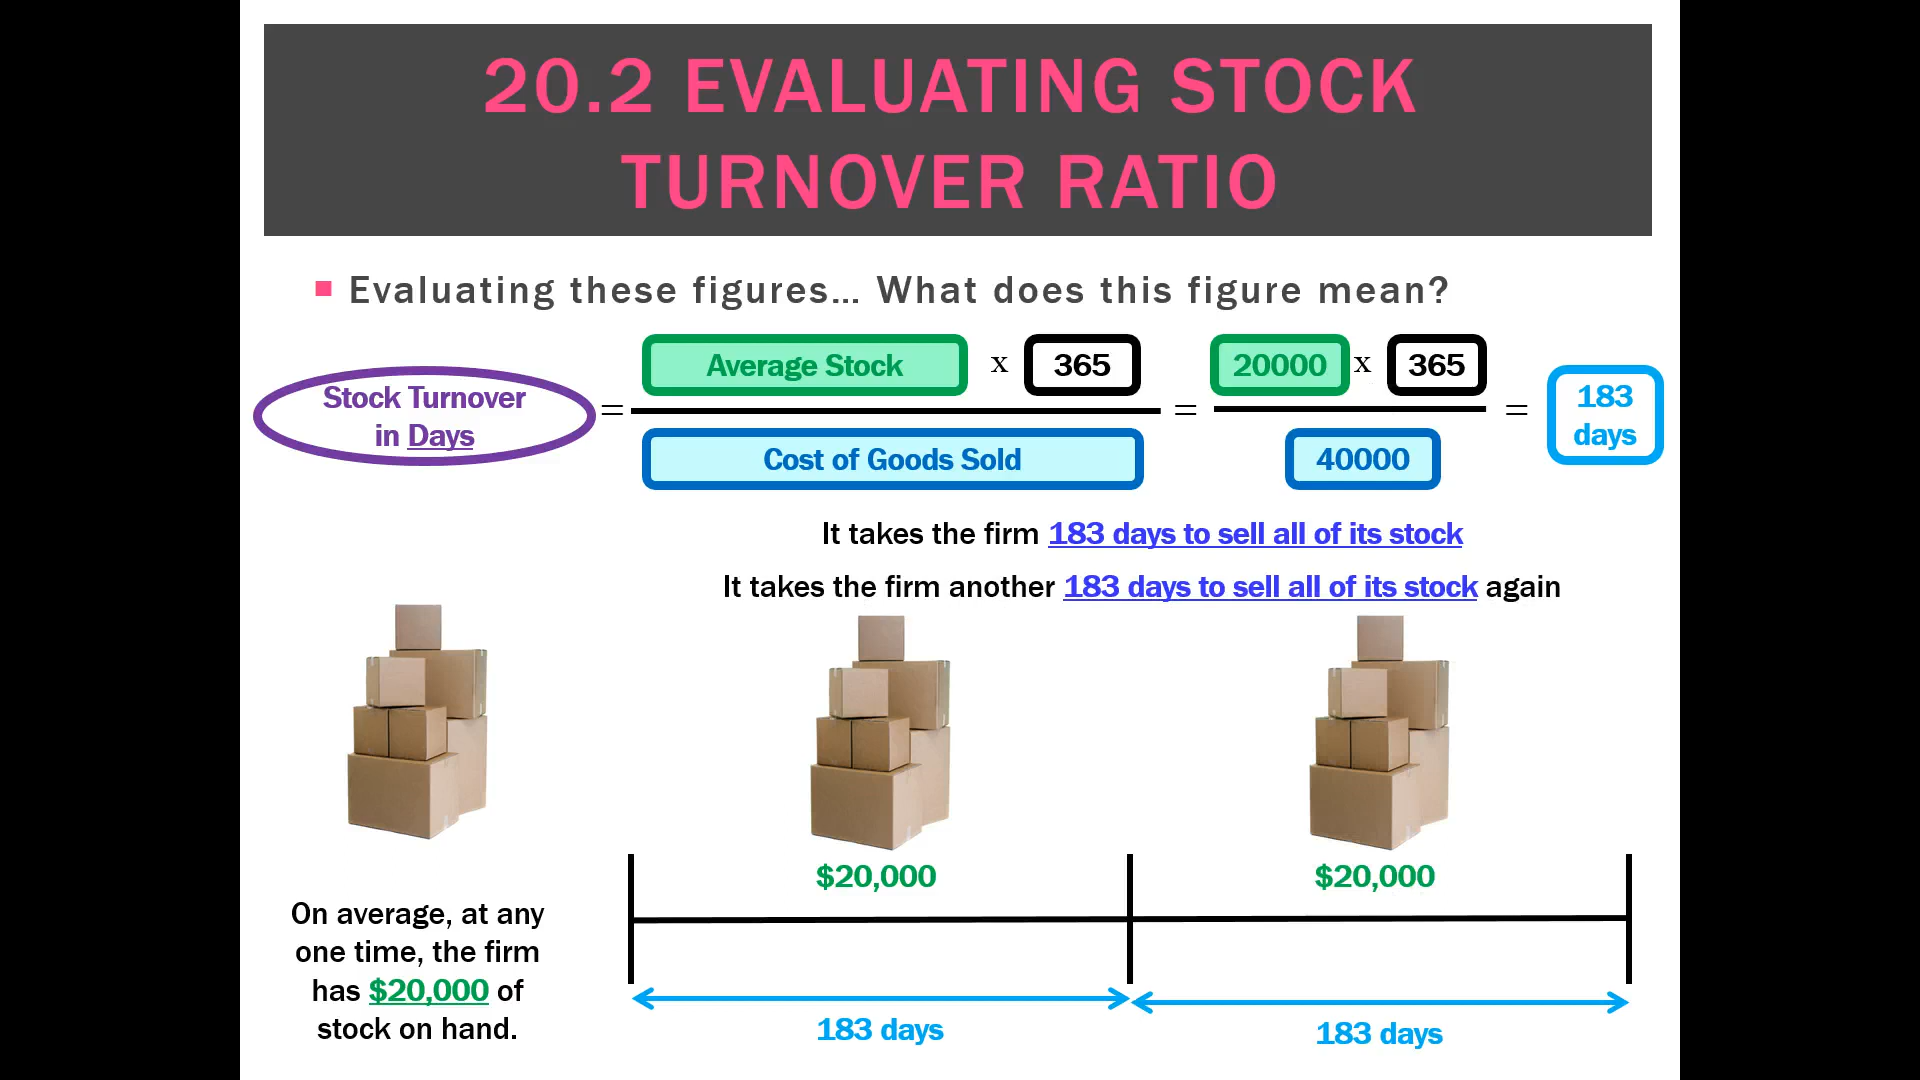 20.2 EVALUATING STOCK
TURNOVER RATIO
Evaluating these figures... What does this figure mean?
Stock Turnover
in Days
=
Average Stock x 365
Cost of Goods Sold
=
20000 x 365
40000
=
183
days
It takes the firm 183 days to sell all of its stock
It takes the firm another 183 days to sell all of its stock again
On average, at any
one time, the firm
has $20,000 of
stock on hand.
$20,000
$20,000
183 days
183 days